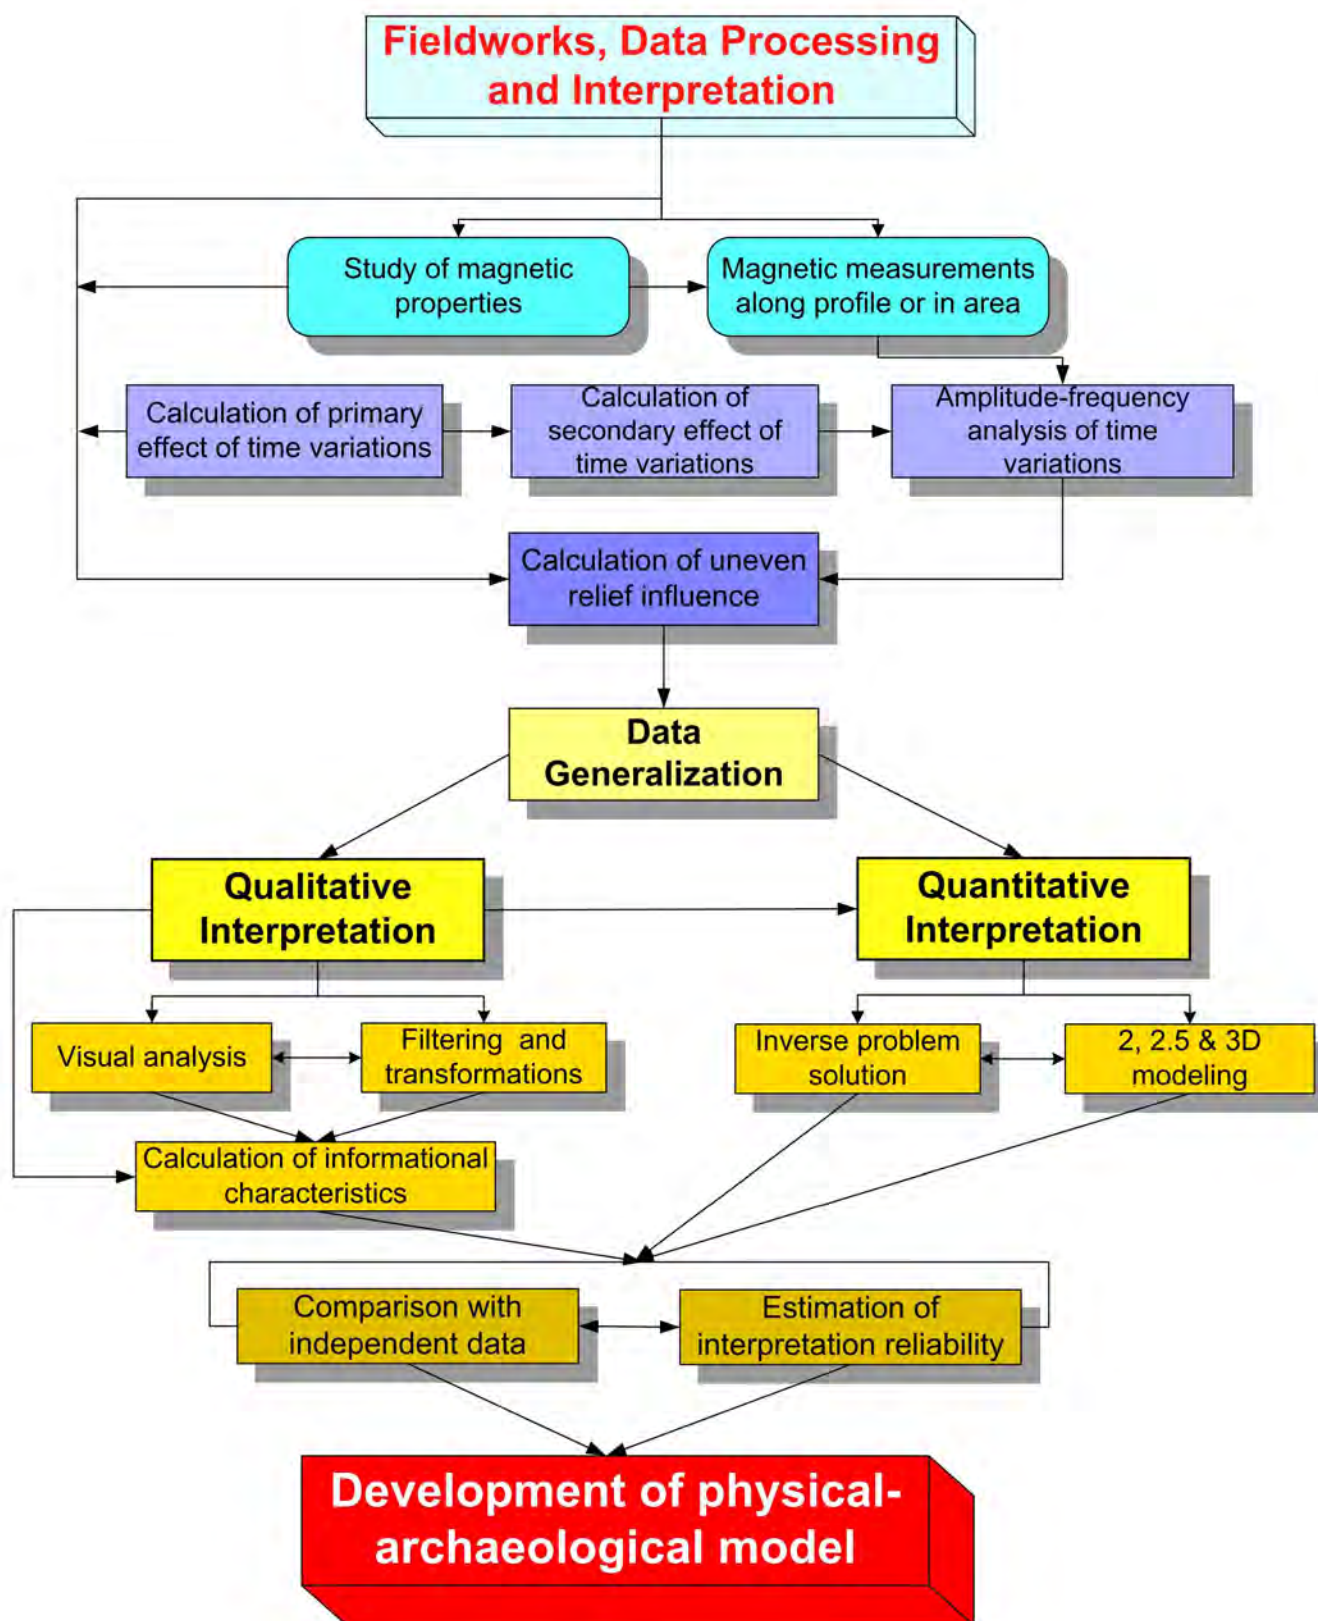 Fieldworks, Data Processing
and Interpretation
Study of magnetic
properties
Magnetic measurements
along profile or in area
Calculation of primary
effect of time variations
Calculation of
secondary effect of
time variations
Amplitude-frequency
analysis of time
variations
Calculation of uneven
relief influence
Data
Generalization
Qualitative
Interpretation
Quantitative
Interpretation
Visual analysis
Filtering and
transformations
Inverse problem
solution
2, 2.5 & 3D
modeling
Calculation of informational
characteristics
Comparison with
independent data
Estimation of
interpretation reliability
Development of physical-
archaeological model